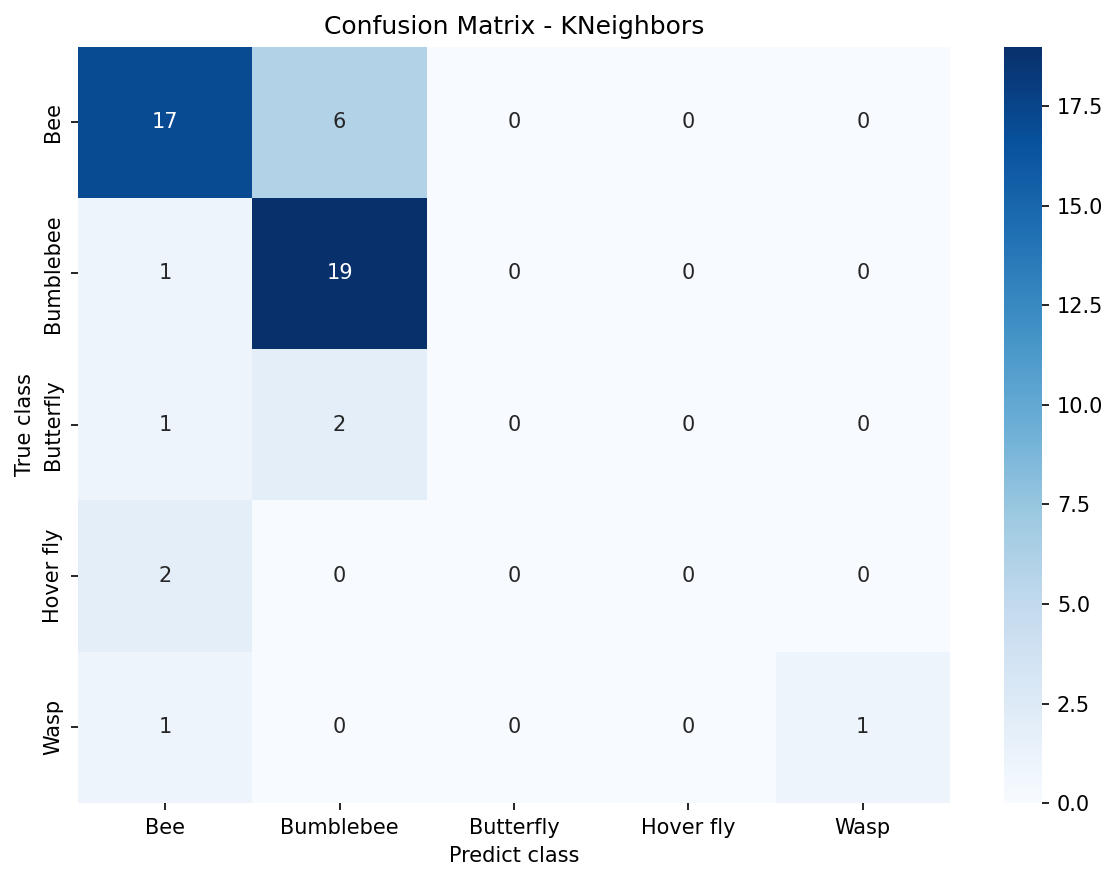 Confusion Matrix - KNeighbors
True class
Bee
17 6 0 0 0
Bumblebee
1 19 0 0 0
Butterfly
1 2 0 0 0
Hover fly
2 0 0 0 0
Wasp
1 0 0 0 1
Bee Bumblebee Butterfly Hover fly Wasp
Predict class
17.5
15.0
12.5
10.0
7.5
5.0
2.5
0.0